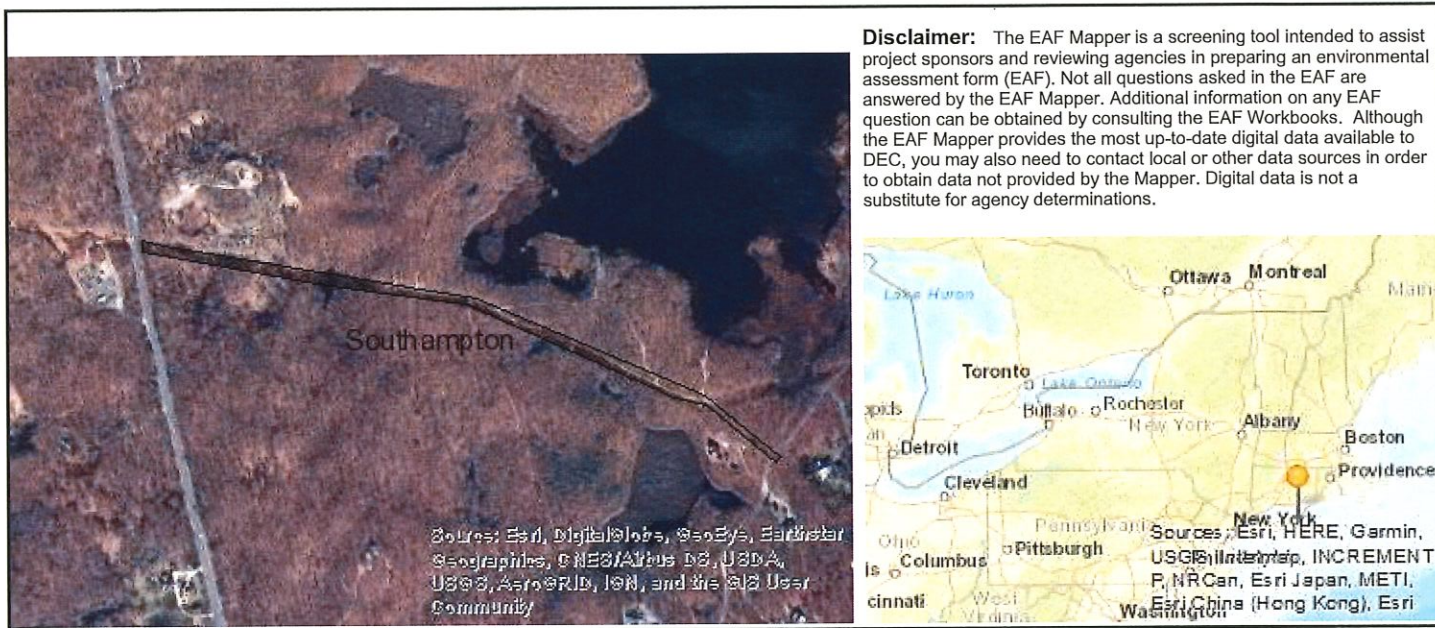 Disclaimer: The EAF Mapper is a screening tool intended to assist
project sponsors and reviewing agencies in preparing an environmental
assessment form (EAF). Not all questions asked in the EAF are
answered by the EAF Mapper. Additional information on any EAF
question can be obtained by consulting the EAF Workbooks. Although
the EAF Mapper provides the most up-to-date digital data available to
DEC, you may also need to contact local or other data sources in order
to obtain data not provided by the Mapper. Digital data is not a
substitute for agency determinations.
Southampton
Sources: Esri, DigitalGlobe, GeoEye, Earthstar
Geographics, CNES/Airbus DS, USDA,
USGS, AeroGRID, IGN, and the GIS User
Community
Ottawa
Montreal
Lake Huron
Toronto
Lake Ontario
Buffalo
Rochester
New York
Albany
Boston
Detroit
Providence
Cleveland
New York
Pennsylvania
Sources: Esri, HERE, Garmin,
Ohio
Columbus
Pittsburgh
USGS, Intermap, INCREMENT
P, NRCan, Esri Japan, METI,
cinnati
West
Virginia
Washington
Esri China (Hong Kong), Esri